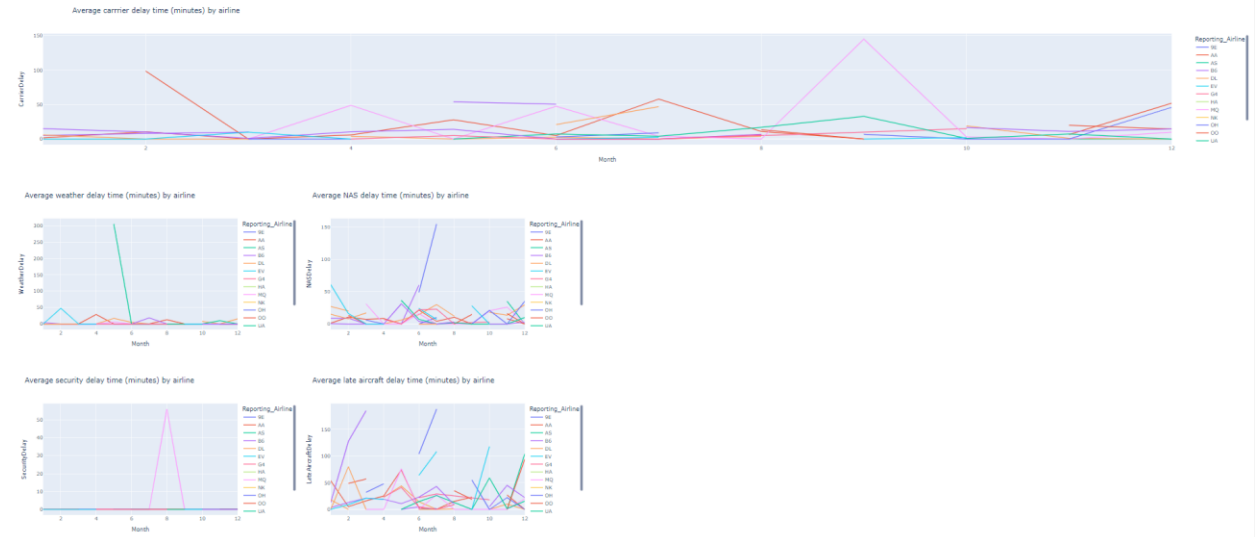 Average carrrier delay time (minutes) by airline
150
100
50
0
CarrierDelay
2
4
6
8
10
12
Month
Reporting_Airline
9E
AA
AS
B6
DL
EV
G4
HA
MQ
NK
OH
OO
UA
Average weather delay time (minutes) by airline
300
250
200
150
100
50
0
WeatherDelay
2
4
6
8
10
12
Month
Reporting_Airline
9E
AA
AS
B6
DL
EV
G4
HA
MQ
NK
OH
OO
UA
Average NAS delay time (minutes) by airline
150
100
50
0
NASDelay
2
4
6
8
10
12
Month
Reporting_Airline
9E
AA
AS
B6
DL
EV
G4
HA
MQ
NK
OH
OO
UA
Average security delay time (minutes) by airline
50
40
30
20
10
0
SecurityDelay
2
4
6
8
10
12
Month
Reporting_Airline
9E
AA
AS
B6
DL
EV
G4
HA
MQ
NK
OH
OO
UA
Average late aircraft delay time (minutes) by airline
150
100
50
0
LateAircraftDelay
2
4
6
8
10
12
Month
Reporting_Airline
9E
AA
AS
B6
DL
EV
G4
HA
MQ
NK
OH
OO
UA